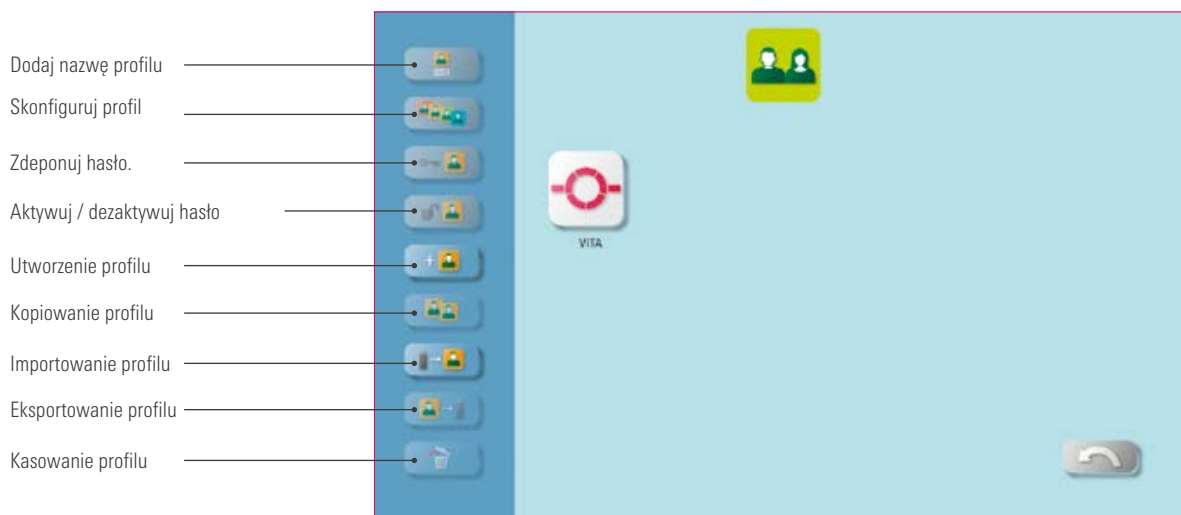 Dodaj nazwę profilu
Skonfiguruj profil
Zdeponuj hasło.
Aktywuj / dezaktywuj hasło
Utworzenie profilu
Kopiowanie profilu
Importowanie profilu
Eksportowanie profilu
Kasowanie profilu
VITA